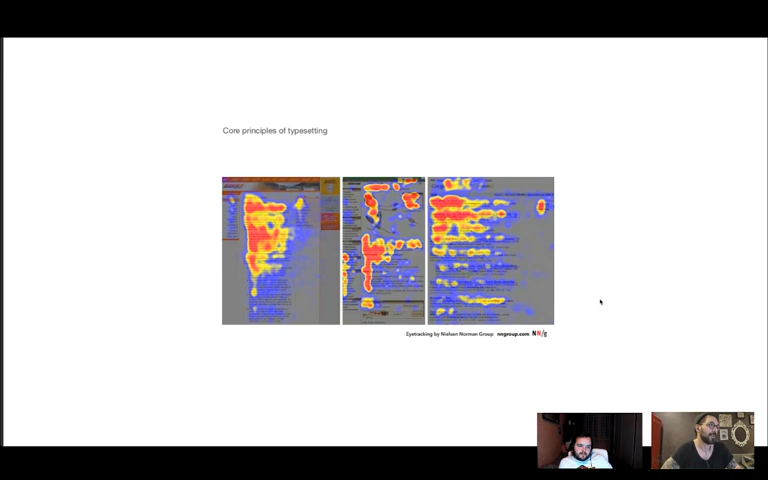 Core principles of typesetting
Eyetracking by Nielsen Norman Group nngroup.com NN/g